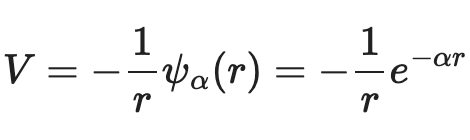 V = -\frac{1}{r}\psi_{\alpha}(r) = -\frac{1}{r}e^{-\alpha r}